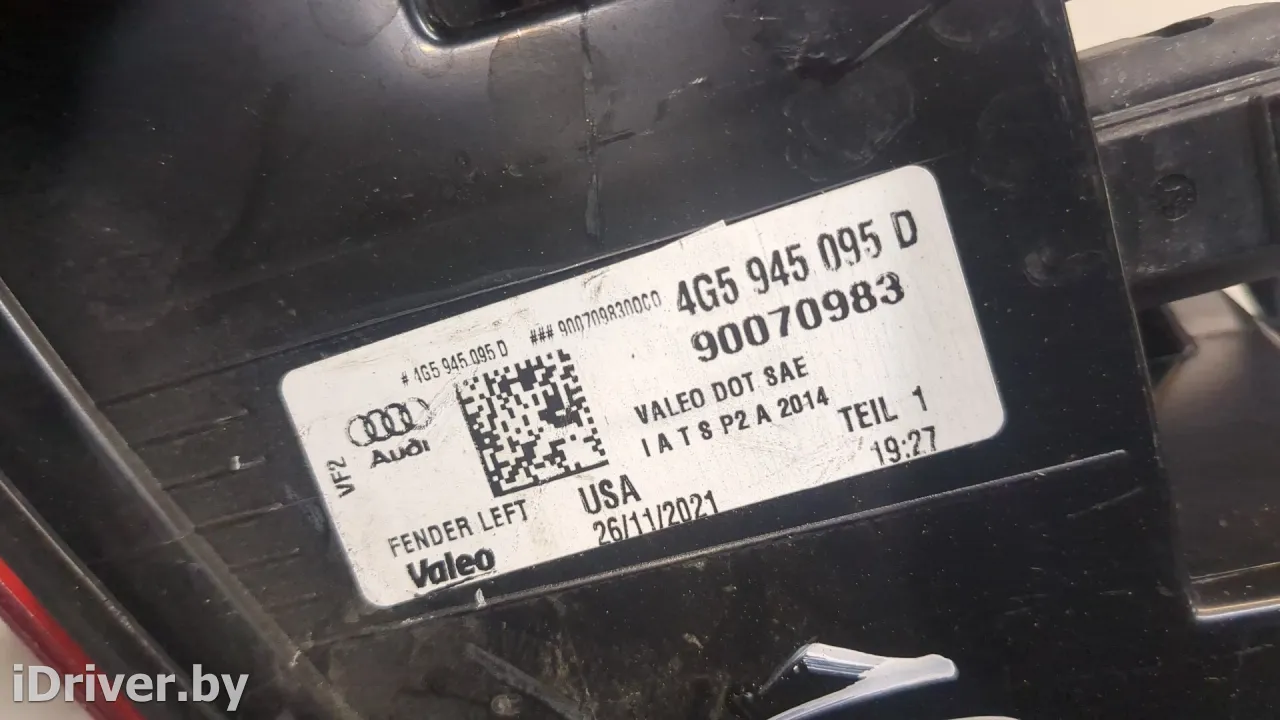 # 4G5 945 095 D
### 9007098300C0
4G5 945 095 D
90070983
Audi
VF2
VALEO DOT SAE
I A T S P2 A 2014
TEIL 1
19:27
FENDER LEFT
USA
26/11/2021
Valeo
iDriver.by